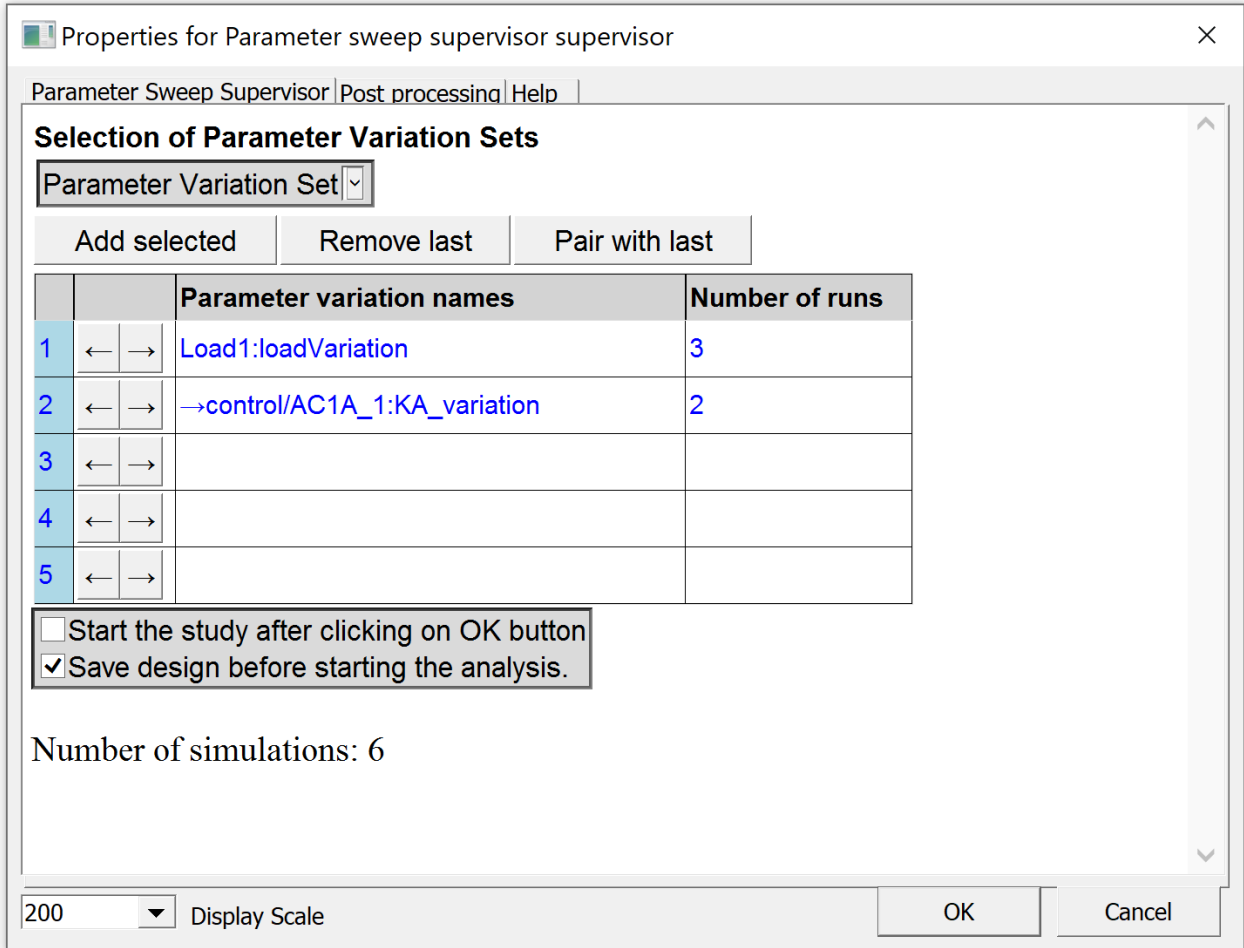 Properties for Parameter sweep supervisor supervisor
Parameter Sweep Supervisor Post processing Help
Selection of Parameter Variation Sets
Parameter Variation Set
Add selected Remove last Pair with last
Parameter variation names Number of runs
1 ← → Load1:loadVariation 3
2 ← → →control/AC1A_1:KA_variation 2
3 ← →
4 ← →
5 ← →
Start the study after clicking on OK button
Save design before starting the analysis.
Number of simulations: 6
200 Display Scale OK Cancel